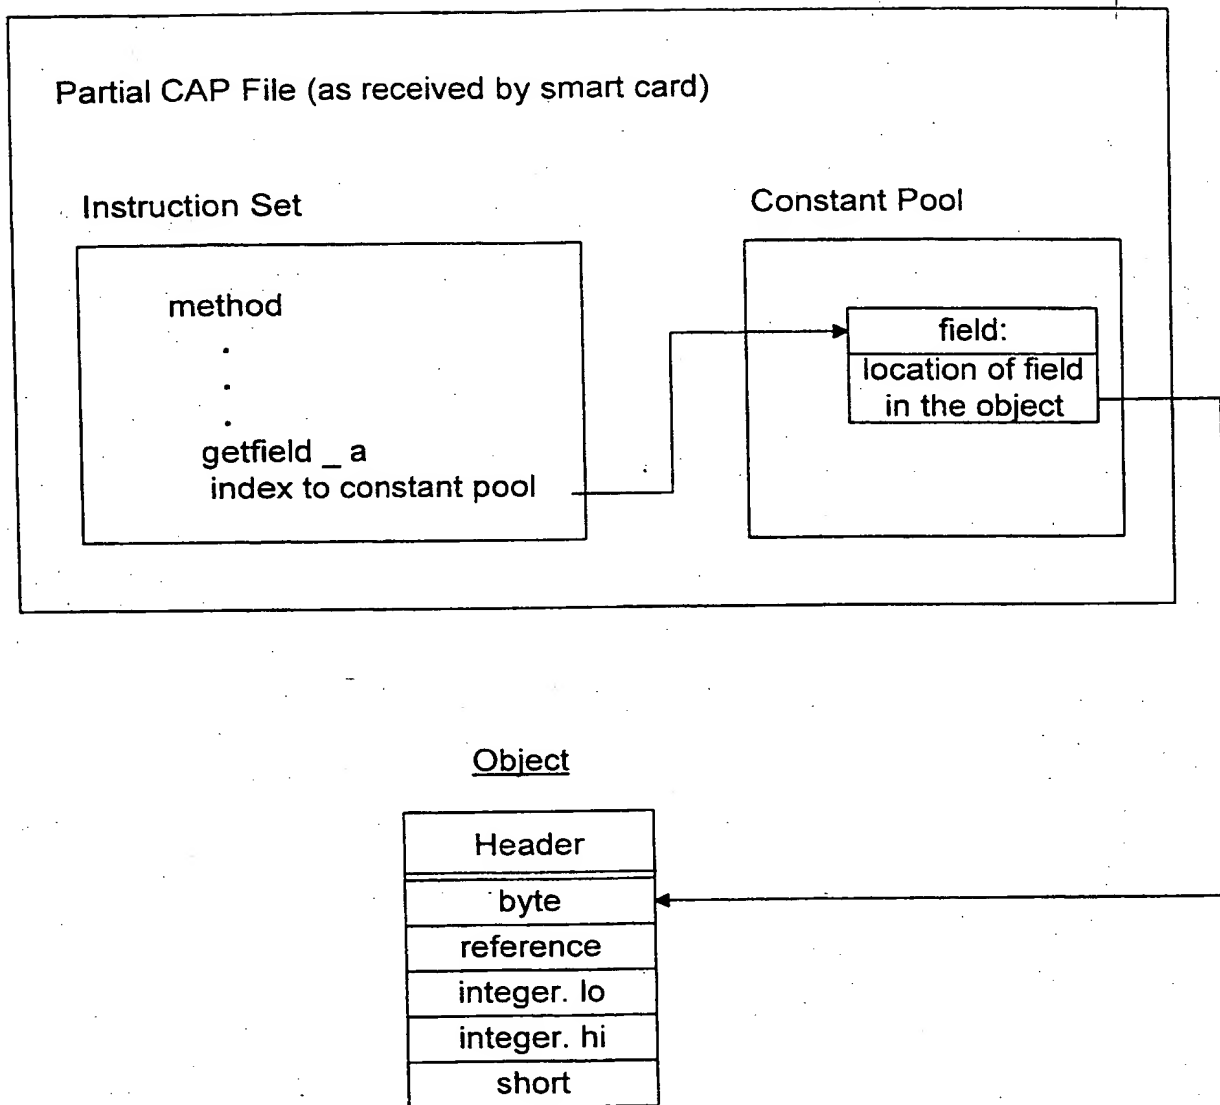 Partial CAP File (as received by smart card)
Instruction Set
method
.
.
.
getfield _ a
index to constant pool
Constant Pool
field:
location of field
in the object
Object
Header
byte
reference
integer. lo
integer. hi
short